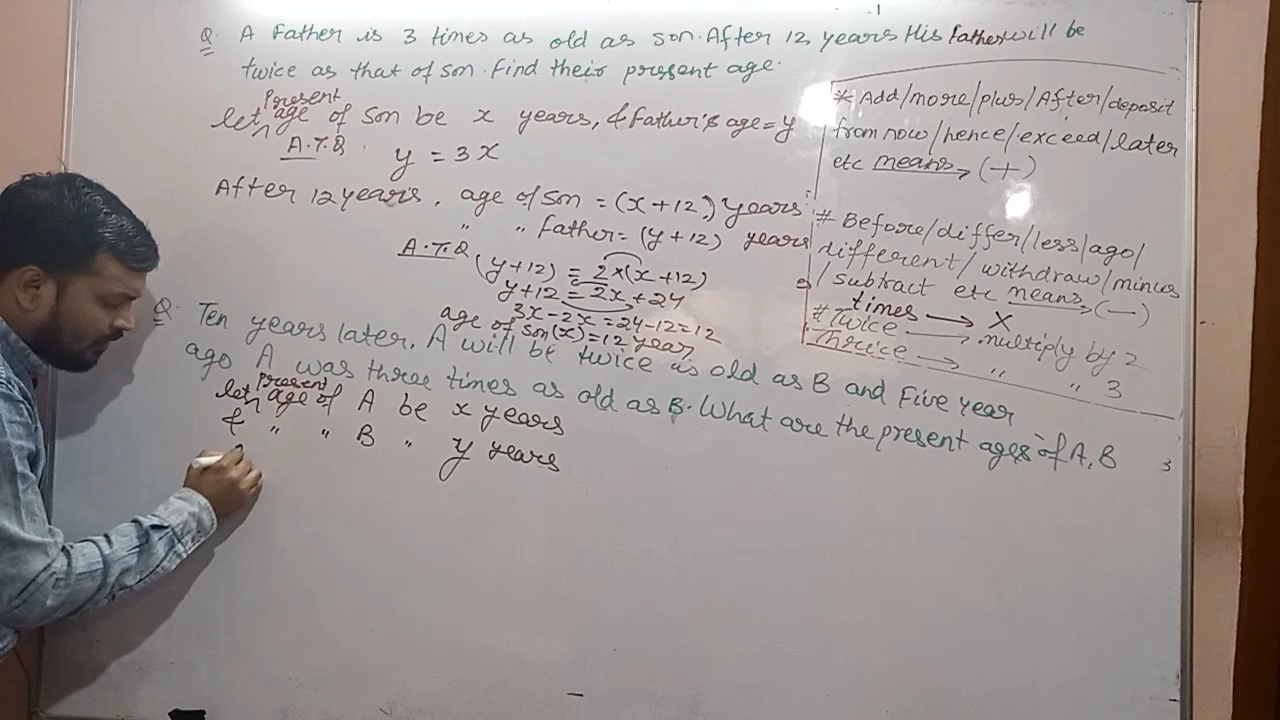 Q. A Father is 3 times as old as son. After 12 years His father will be
twice as that of son. Find their present age.
Present
let age of Son be x years, & father's age = y
A.T.Q. y = 3x
After 12 years, age of son = (x+12) years
" " father = (y+12) years
A.T.Q (y+12) = 2×(x+12)
y+12 = 2x+24
3x-2x = 24-12 = 12
age of son(x) = 12 year
* Add/more/plus/After/deposit
from now/hence/exceed/later
etc means → (+)
# Before/differ/less/ago/
different/withdraw/minus
/subtract etc means → (—)
# times → ×
Twice → multiply by 2
Thrice → " " 3
Q. Ten years later, A will be twice as old as B and Five year
ago A was three times as old as B. What are the present ages of A, B
present
let age of A be x years
& " " B " y years